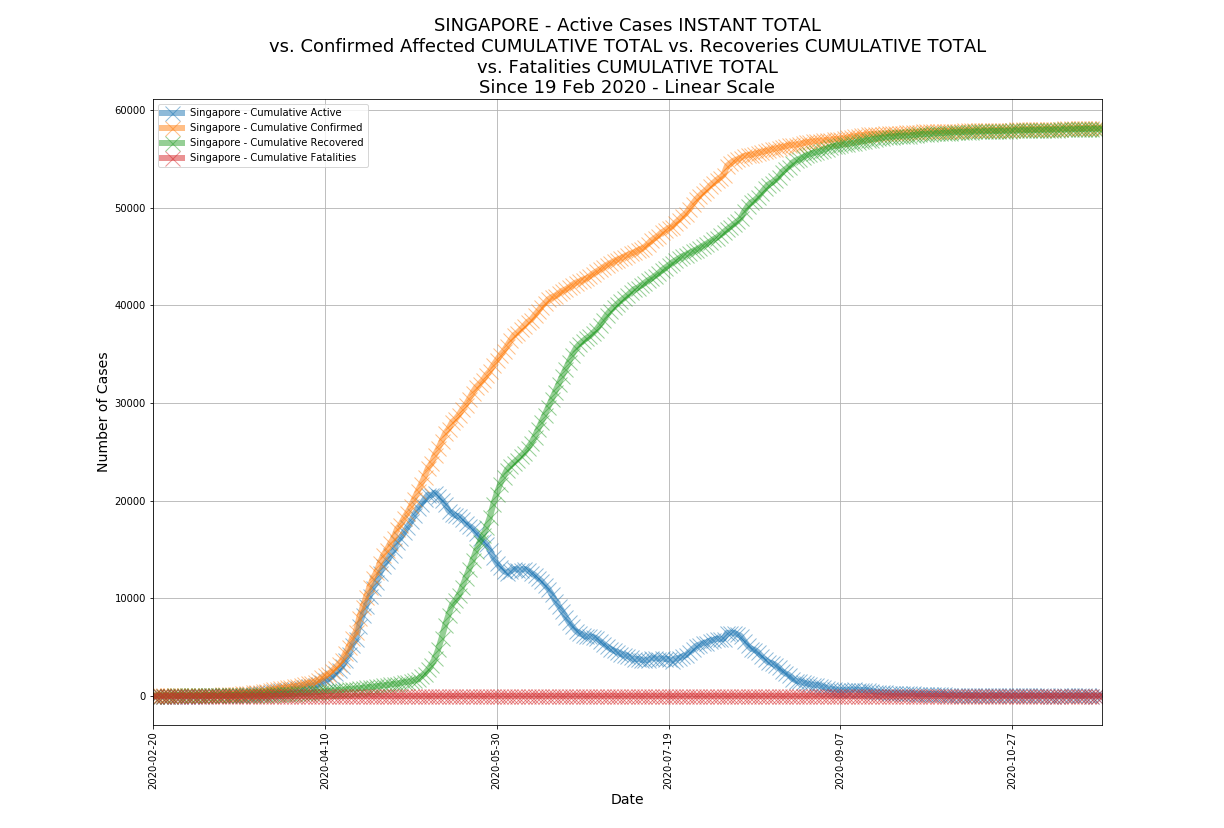 SINGAPORE - Active Cases INSTANT TOTAL
vs. Confirmed Affected CUMULATIVE TOTAL vs. Recoveries CUMULATIVE TOTAL
vs. Fatalities CUMULATIVE TOTAL
Since 19 Feb 2020 - Linear Scale
Singapore - Cumulative Active
Singapore - Cumulative Confirmed
Singapore - Cumulative Recovered
Singapore - Cumulative Fatalities
60000
50000
40000
30000
20000
10000
0
Number of Cases
2020-02-20
2020-04-10
2020-05-30
2020-07-19
2020-09-07
2020-10-27
Date